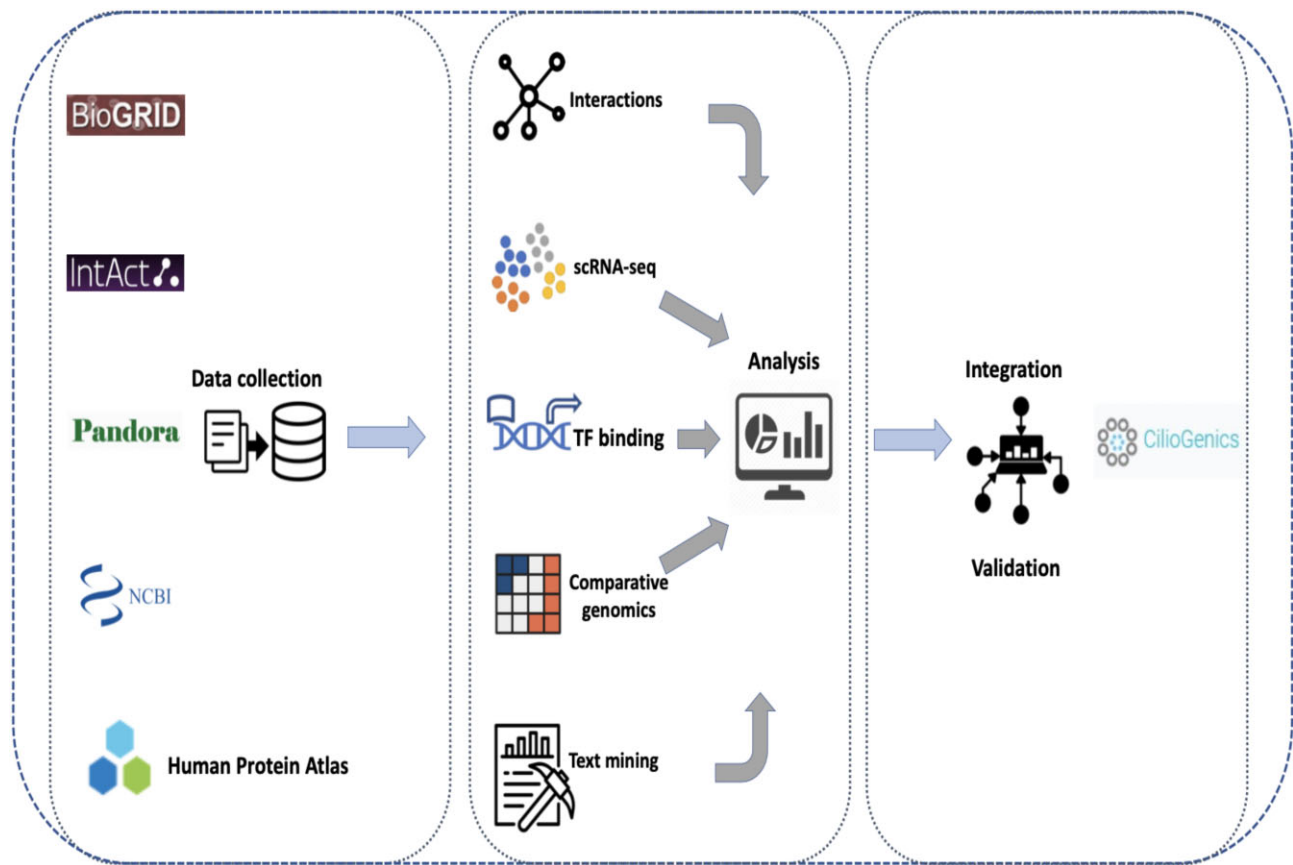 BioGRID
IntAct
Data collection
Pandora
NCBI
Human Protein Atlas
Interactions
scRNA-seq
TF binding
Comparative
genomics
Text mining
Analysis
Integration
Validation
CilioGenics